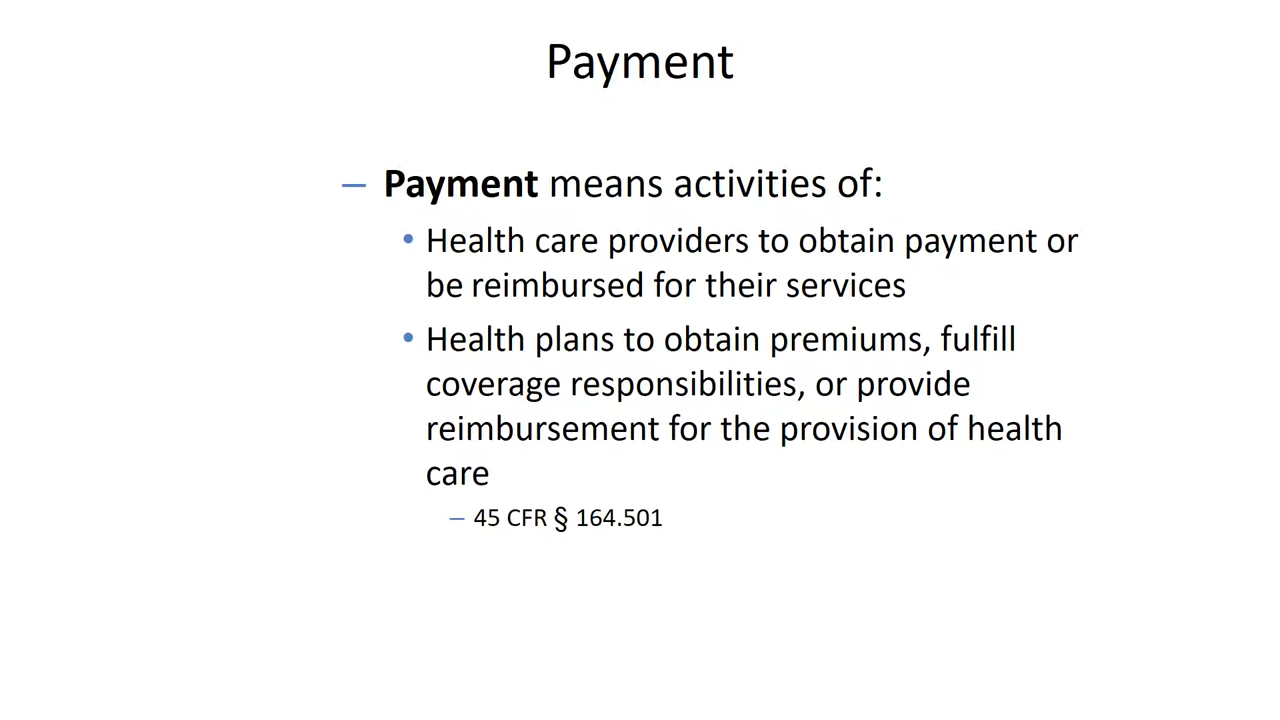 Payment
– Payment means activities of:
• Health care providers to obtain payment or
be reimbursed for their services
• Health plans to obtain premiums, fulfill
coverage responsibilities, or provide
reimbursement for the provision of health
care
– 45 CFR § 164.501